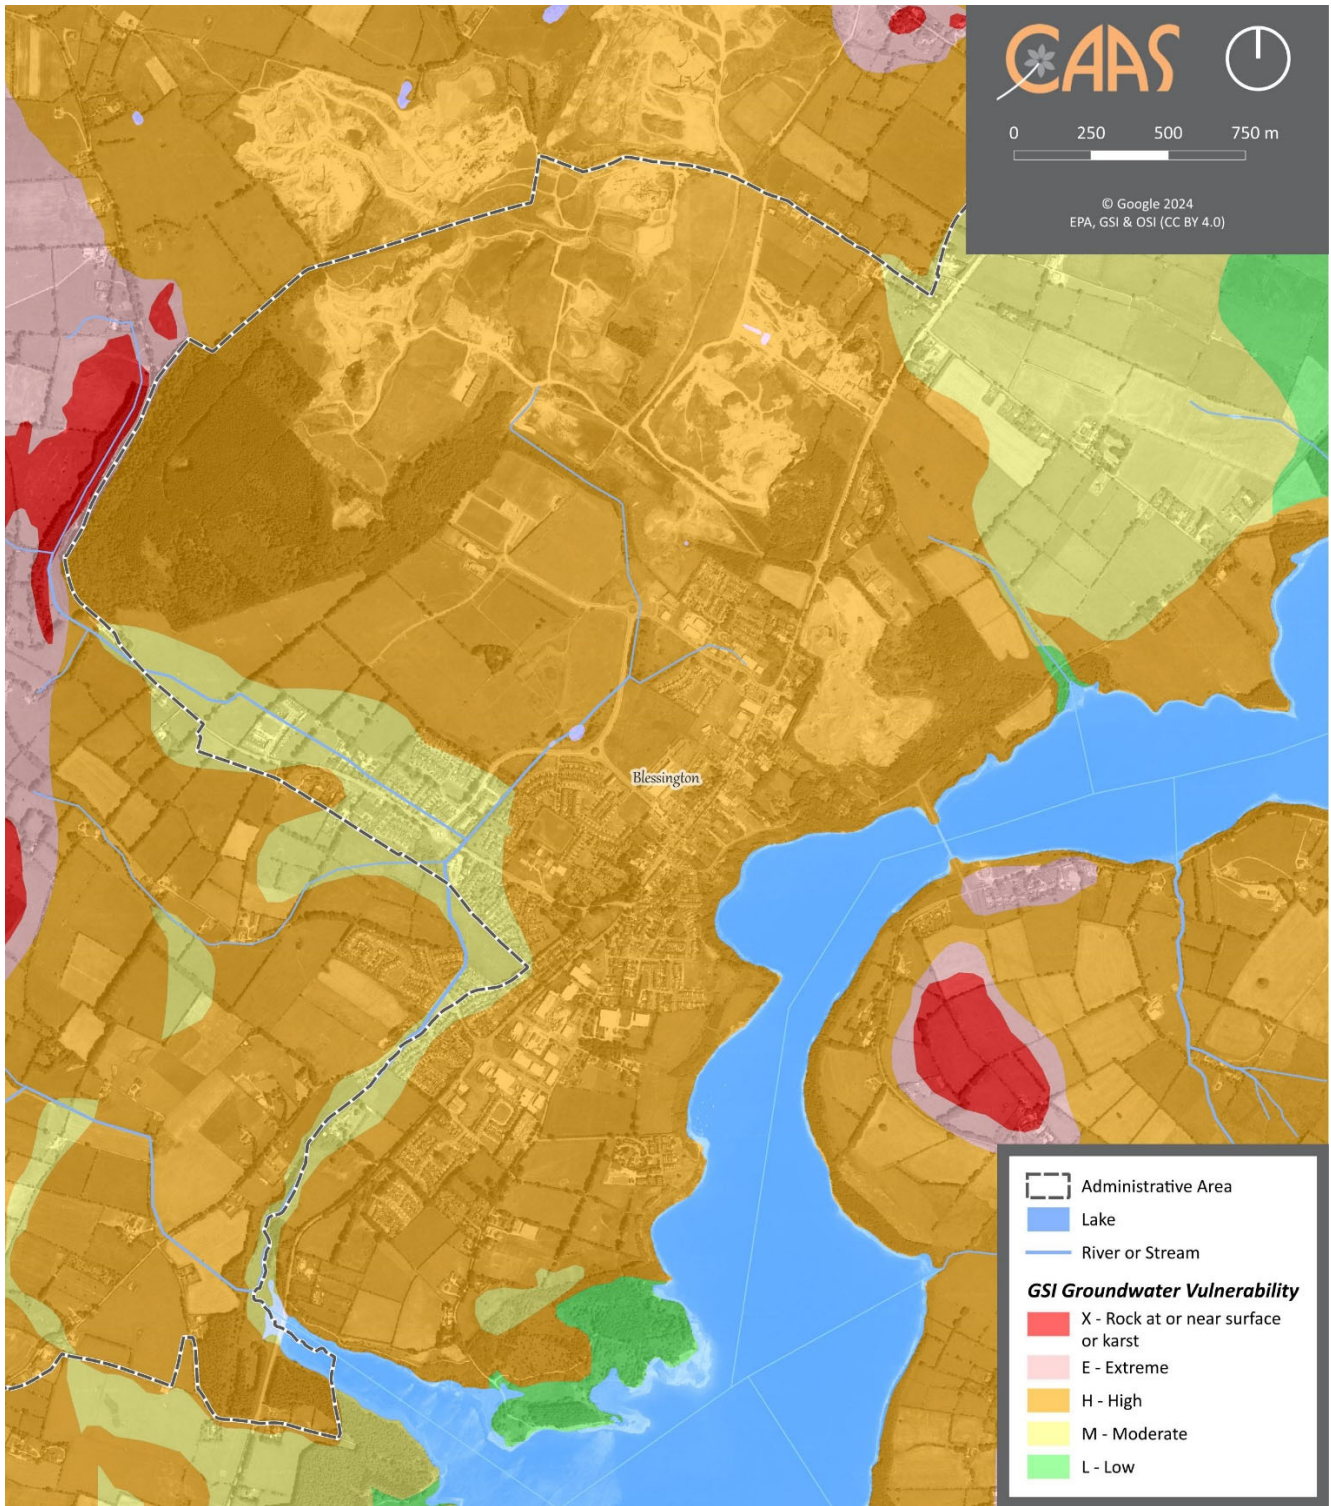 CAAS
0 250 500 750 m
© Google 2024
EPA, GSI & OSI (CC BY 4.0)
Blessington
Administrative Area
Lake
River or Stream
GSI Groundwater Vulnerability
X - Rock at or near surface
or karst
E - Extreme
H - High
M - Moderate
L - Low